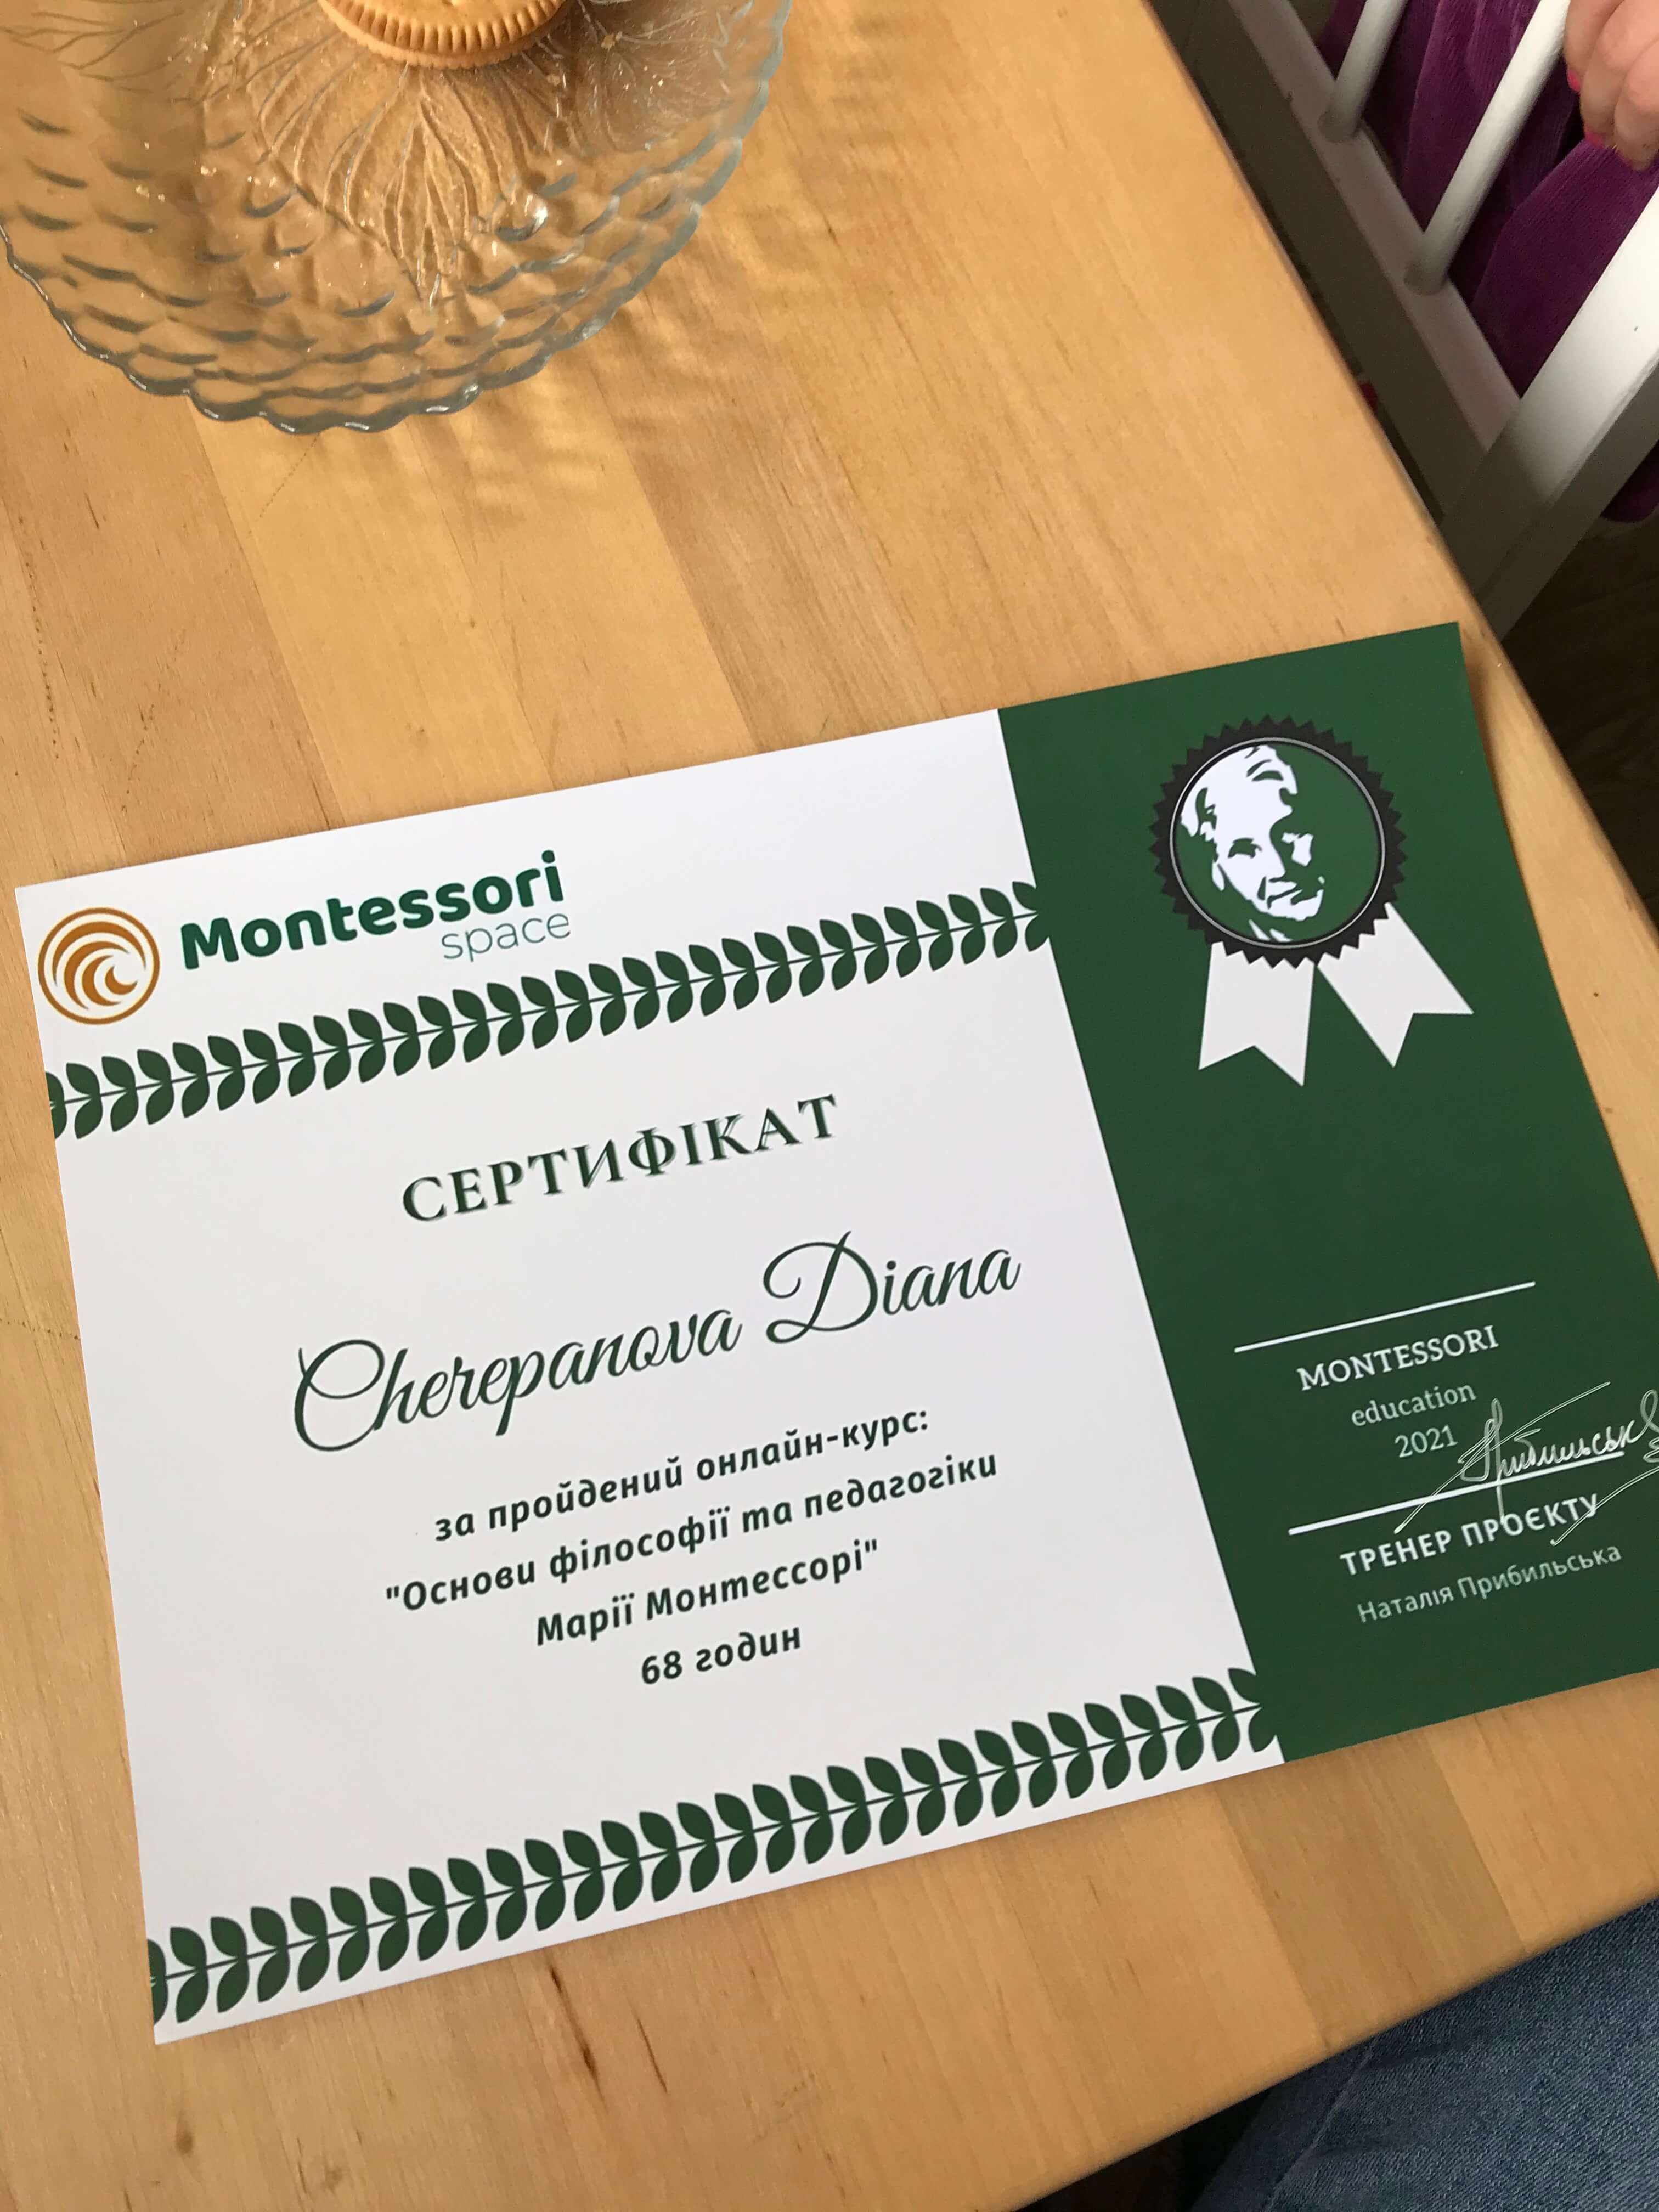 Montessori
space
СЕРТИФІКАТ
Cherepanova Diana
за пройдений онлайн-курс:
"Основи філософії та педагогіки
Марії Монтессорі"
68 годин
MONTESSORI
education
2021
Прибильська
ТРЕНЕР ПРОЄКТУ
Наталія Прибильська